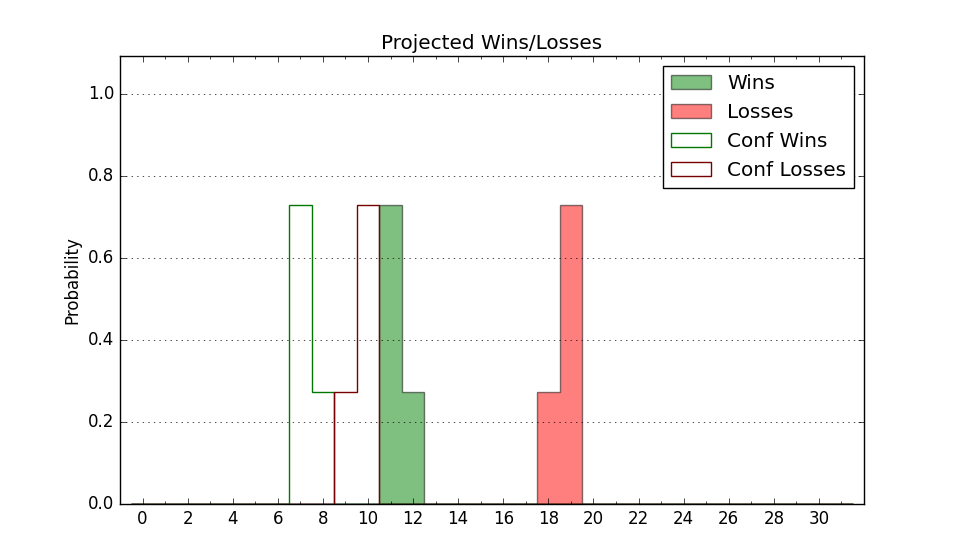 Projected Wins/Losses
Wins
Losses
Conf Wins
Conf Losses
Probability
1.0
0.8
0.6
0.4
0.2
0.0
0 2 4 6 8 10 12 14 16 18 20 22 24 26 28 30